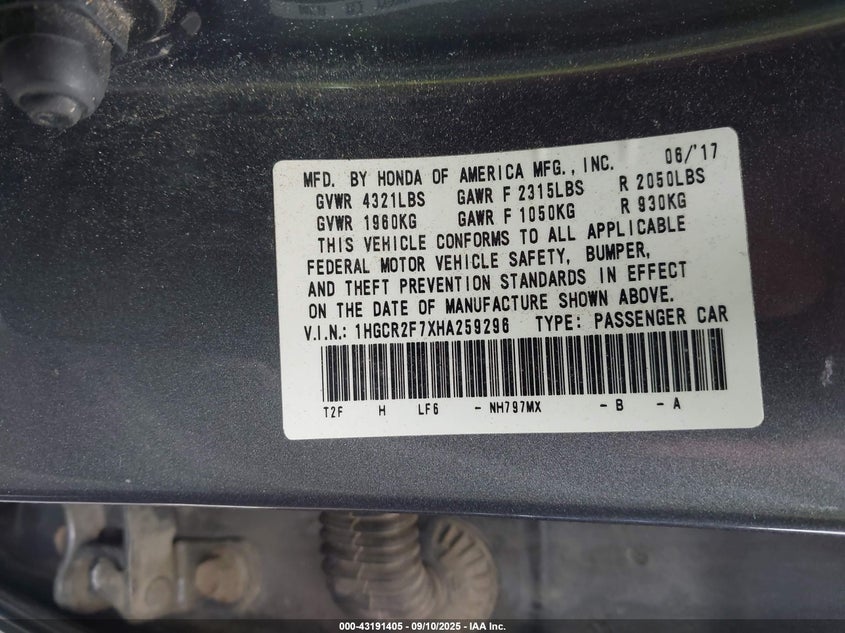 MFD. BY HONDA OF AMERICA MFG., INC. 06/'17
GVWR 4321LBS GAWR F 2315LBS R 2050LBS
GVWR 1960KG GAWR F 1050KG R 930KG
THIS VEHICLE CONFORMS TO ALL APPLICABLE
FEDERAL MOTOR VEHICLE SAFETY, BUMPER,
AND THEFT PREVENTION STANDARDS IN EFFECT
ON THE DATE OF MANUFACTURE SHOWN ABOVE.
V.I.N.: 1HGCR2F7XHA259296 TYPE: PASSENGER CAR
T2F H LF6 - NH797MX - B - A
000-43191405 - 09/10/2025 - IAA Inc.